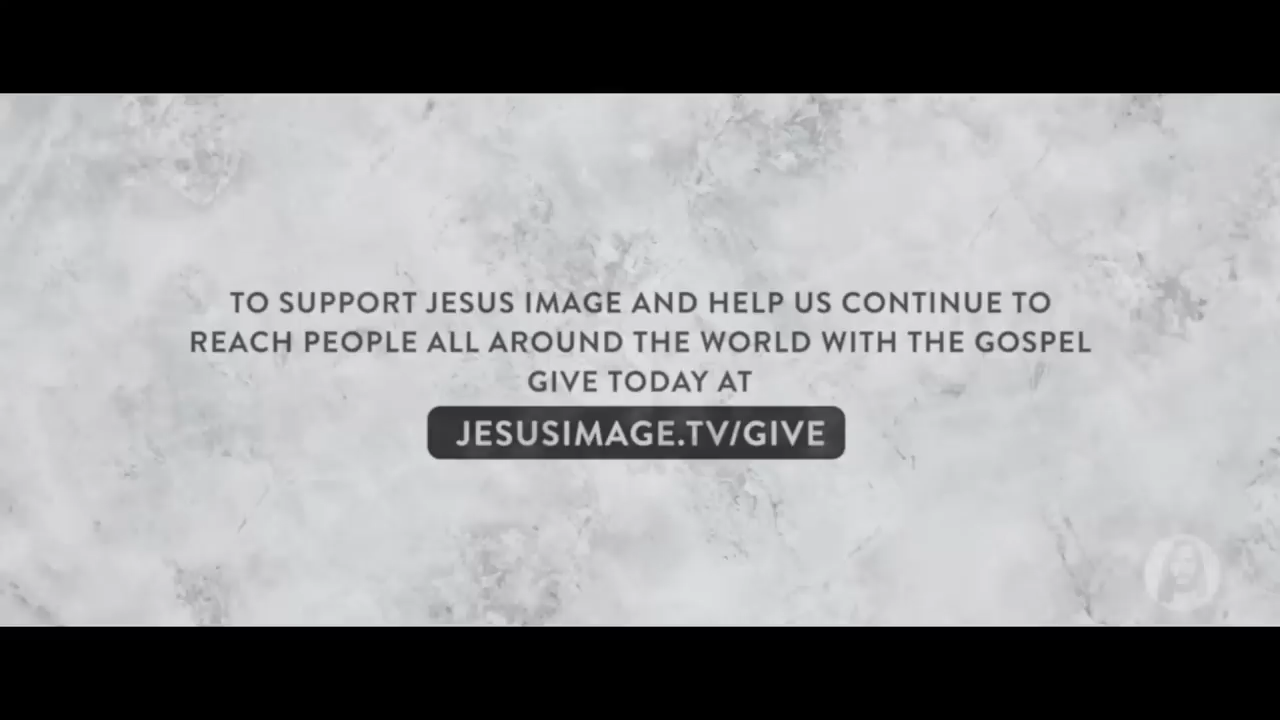 TO SUPPORT JESUS IMAGE AND HELP US CONTINUE TO
REACH PEOPLE ALL AROUND THE WORLD WITH THE GOSPEL
GIVE TODAY AT
JESUSIMAGE.TV/GIVE